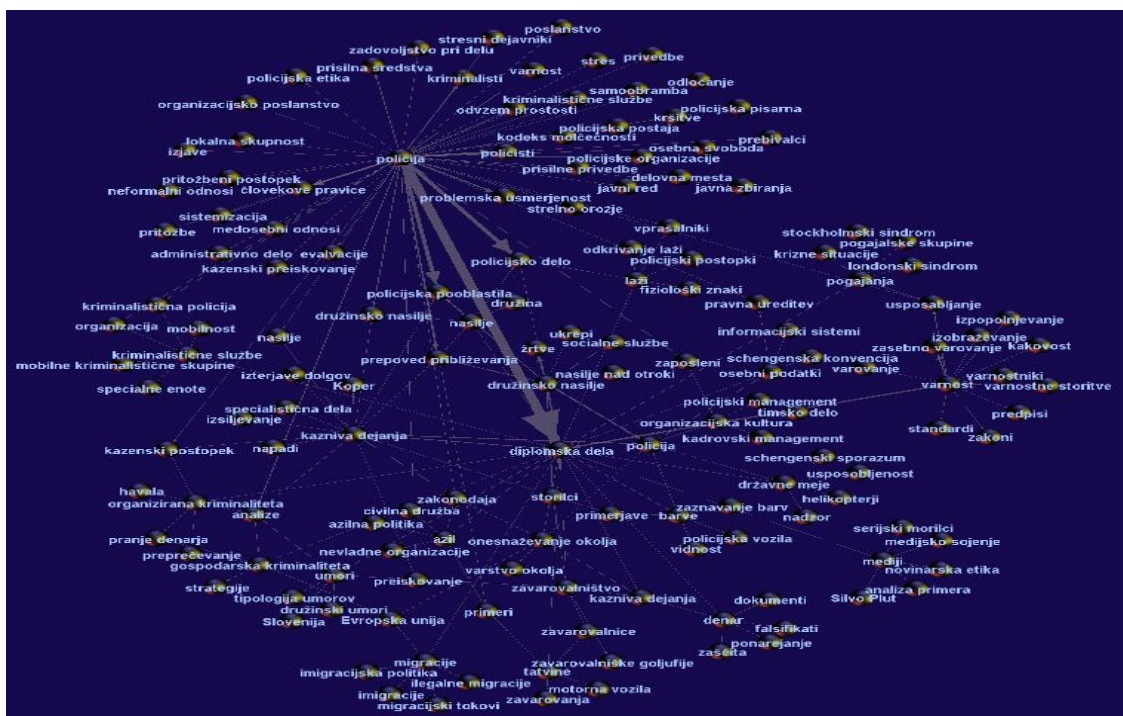 poslanstvo
stresni dejavniki
zadovoljstvo pri delu
prisilna sredstva
policijska etika
kriminalisti
varnost
stres
privedbe
odločanje
samoobramba
kriminalistične službe
organizacijsko poslanstvo
odvzem prostosti
policijska pisarna
kršitve
policijska postaja
kodeks molčečnosti
prebivalci
lokalna skupnost
osebna svoboda
izjave
policija
policisti
policijske organizacije
prisilne privedbe
delovna mesta
pritožbeni postopek
neformalni odnosi
človekove pravice
javni red
javna zbiranja
problemska usmerjenost
strelno orožje
sistemizacija
medosebni odnosi
pritožbe
vprašalniki
stockholmski sindrom
pogajalske skupine
administrativno delo
evalvacije
odkrivanje laži
krizne situacije
policijsko delo
policijski postopki
londonski sindrom
kazenski preiskovanje
laži
pogajanja
fiziološki znaki
policijska pooblastila
družina
pravna ureditev
usposabljanje
kriminalistična policija
družinsko nasilje
nasilje
izpopolnjevanje
organizacija
mobilnost
nasilje
ukrepi
informacijski sistemi
izobraževanje
socialne službe
zasebno varovanje
kakovost
kriminalistične službe
žrtve
mobilne kriminalistične skupine
prepoved približevanja
zaposleni
schengenska konvencija
varovanje
izterjave dolgov
nasilje nad otroki
osebni podatki
varnostniki
specialne enote
Koper
družinsko nasilje
varnost
varnostne storitve
policijski management
specialistična dela
timsko delo
predpisi
izsiljevanje
organizacijska kultura
standardi
kazniva dejanja
kadrovski management
zakoni
kazenski postopek
napadi
diplomska dela
policija
schengenski sporazum
usposobljenost
državne meje
havala
zakonodaja
storilci
helikopterji
organizirana kriminaliteta
civilna družba
zaznavanje barv
analize
primerjave
barve
nadzor
azilna politika
serijski morilci
pranje denarja
azil
onesnaževanje okolja
policijska vozila
medijsko sojenje
preprečevanje
nevladne organizacije
vidnost
mediji
gospodarska kriminaliteta
varstvo okolja
novinarska etika
umori
preiskovanje
strategije
zavarovalništvo
analiza primera
tipologija umorov
kazniva dejanja
dokumenti
Silvo Plut
družinski umori
primeri
Slovenija
Evropska unija
denar
falsifikati
zavarovalnice
ponarejanje
zaščita
migracije
zavarovalniške goljufije
imigracijska politika
tatvine
ilegalne migracije
motorna vozila
imigracije
zavarovanja
migracijski tokovi